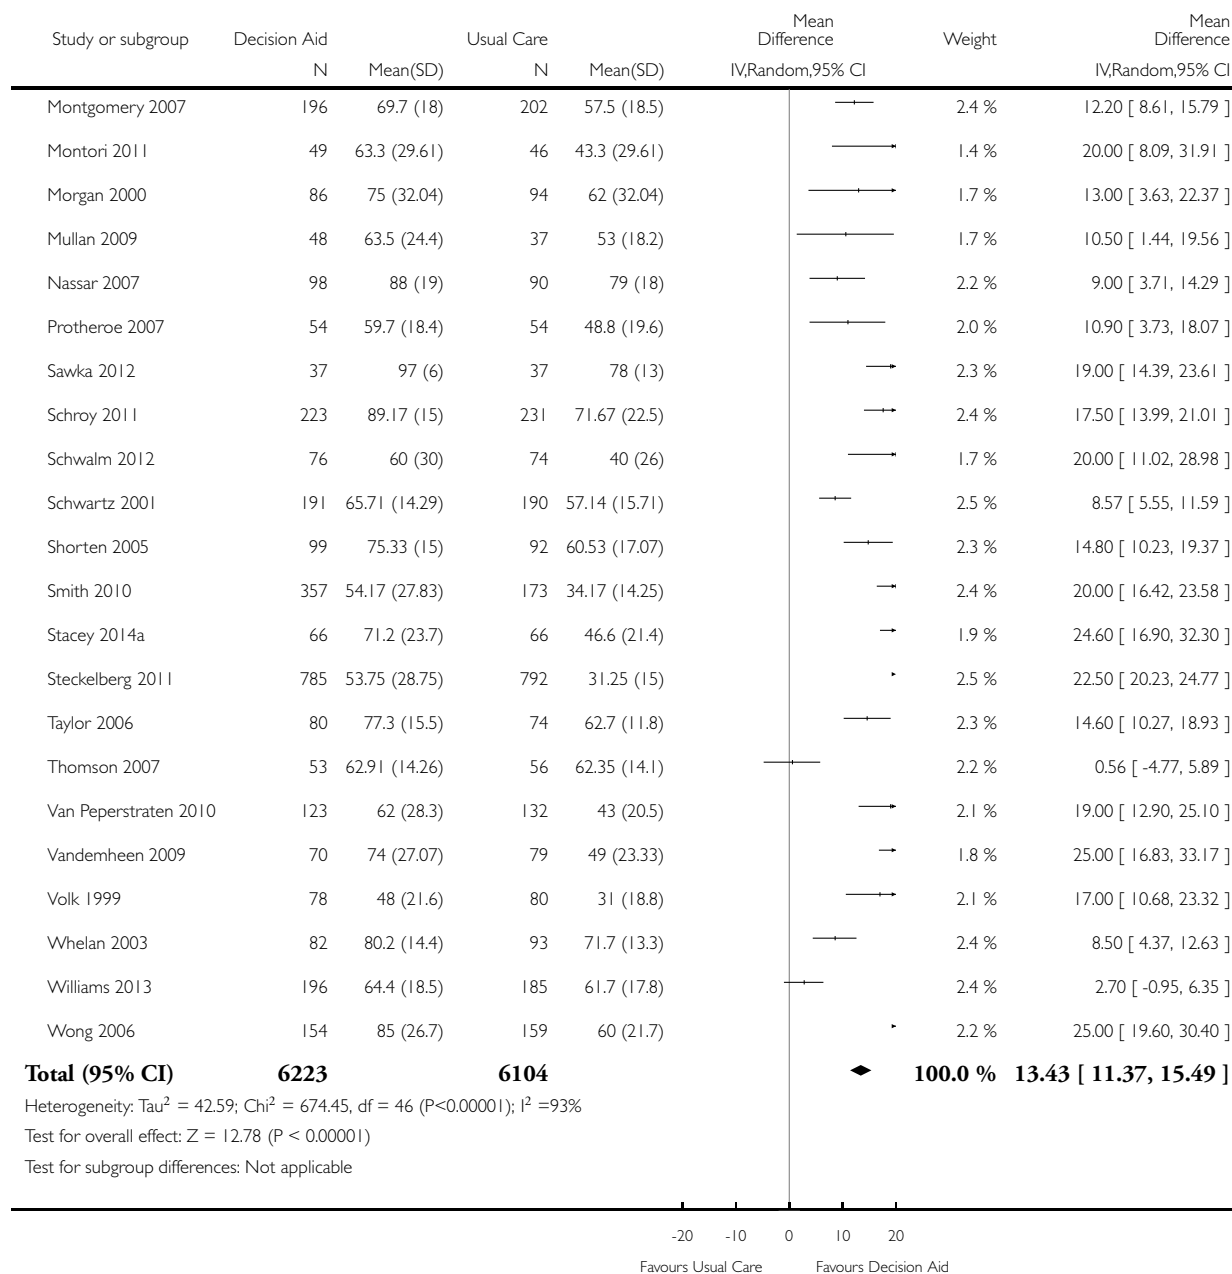 Study or subgroup Decision Aid Usual Care Mean Difference Weight Mean Difference
N Mean(SD) N Mean(SD) IV,Random,95% CI IV,Random,95% CI
Montgomery 2007 196 69.7 (18) 202 57.5 (18.5) 2.4 % 12.20 [ 8.61, 15.79 ]
Montori 2011 49 63.3 (29.61) 46 43.3 (29.61) 1.4 % 20.00 [ 8.09, 31.91 ]
Morgan 2000 86 75 (32.04) 94 62 (32.04) 1.7 % 13.00 [ 3.63, 22.37 ]
Mullan 2009 48 63.5 (24.4) 37 53 (18.2) 1.7 % 10.50 [ 1.44, 19.56 ]
Nassar 2007 98 88 (19) 90 79 (18) 2.2 % 9.00 [ 3.71, 14.29 ]
Protheroe 2007 54 59.7 (18.4) 54 48.8 (19.6) 2.0 % 10.90 [ 3.73, 18.07 ]
Sawka 2012 37 97 (6) 37 78 (13) 2.3 % 19.00 [ 14.39, 23.61 ]
Schroy 2011 223 89.17 (15) 231 71.67 (22.5) 2.4 % 17.50 [ 13.99, 21.01 ]
Schwalm 2012 76 60 (30) 74 40 (26) 1.7 % 20.00 [ 11.02, 28.98 ]
Schwartz 2001 191 65.71 (14.29) 190 57.14 (15.71) 2.5 % 8.57 [ 5.55, 11.59 ]
Shorten 2005 99 75.33 (15) 92 60.53 (17.07) 2.3 % 14.80 [ 10.23, 19.37 ]
Smith 2010 357 54.17 (27.83) 173 34.17 (14.25) 2.4 % 20.00 [ 16.42, 23.58 ]
Stacey 2014a 66 71.2 (23.7) 66 46.6 (21.4) 1.9 % 24.60 [ 16.90, 32.30 ]
Steckelberg 2011 785 53.75 (28.75) 792 31.25 (15) 2.5 % 22.50 [ 20.23, 24.77 ]
Taylor 2006 80 77.3 (15.5) 74 62.7 (11.8) 2.3 % 14.60 [ 10.27, 18.93 ]
Thomson 2007 53 62.91 (14.26) 56 62.35 (14.1) 2.2 % 0.56 [ -4.77, 5.89 ]
Van Peperstraten 2010 123 62 (28.3) 132 43 (20.5) 2.1 % 19.00 [ 12.90, 25.10 ]
Vandemheen 2009 70 74 (27.07) 79 49 (23.33) 1.8 % 25.00 [ 16.83, 33.17 ]
Volk 1999 78 48 (21.6) 80 31 (18.8) 2.1 % 17.00 [ 10.68, 23.32 ]
Whelan 2003 82 80.2 (14.4) 93 71.7 (13.3) 2.4 % 8.50 [ 4.37, 12.63 ]
Williams 2013 196 64.4 (18.5) 185 61.7 (17.8) 2.4 % 2.70 [ -0.95, 6.35 ]
Wong 2006 154 85 (26.7) 159 60 (21.7) 2.2 % 25.00 [ 19.60, 30.40 ]
Total (95% CI) 6223 6104 100.0 % 13.43 [ 11.37, 15.49 ]
Heterogeneity: Tau² = 42.59; Chi² = 674.45, df = 46 (P<0.00001); I² =93%
Test for overall effect: Z = 12.78 (P < 0.00001)
Test for subgroup differences: Not applicable
-20 -10 0 10 20
Favours Usual Care Favours Decision Aid